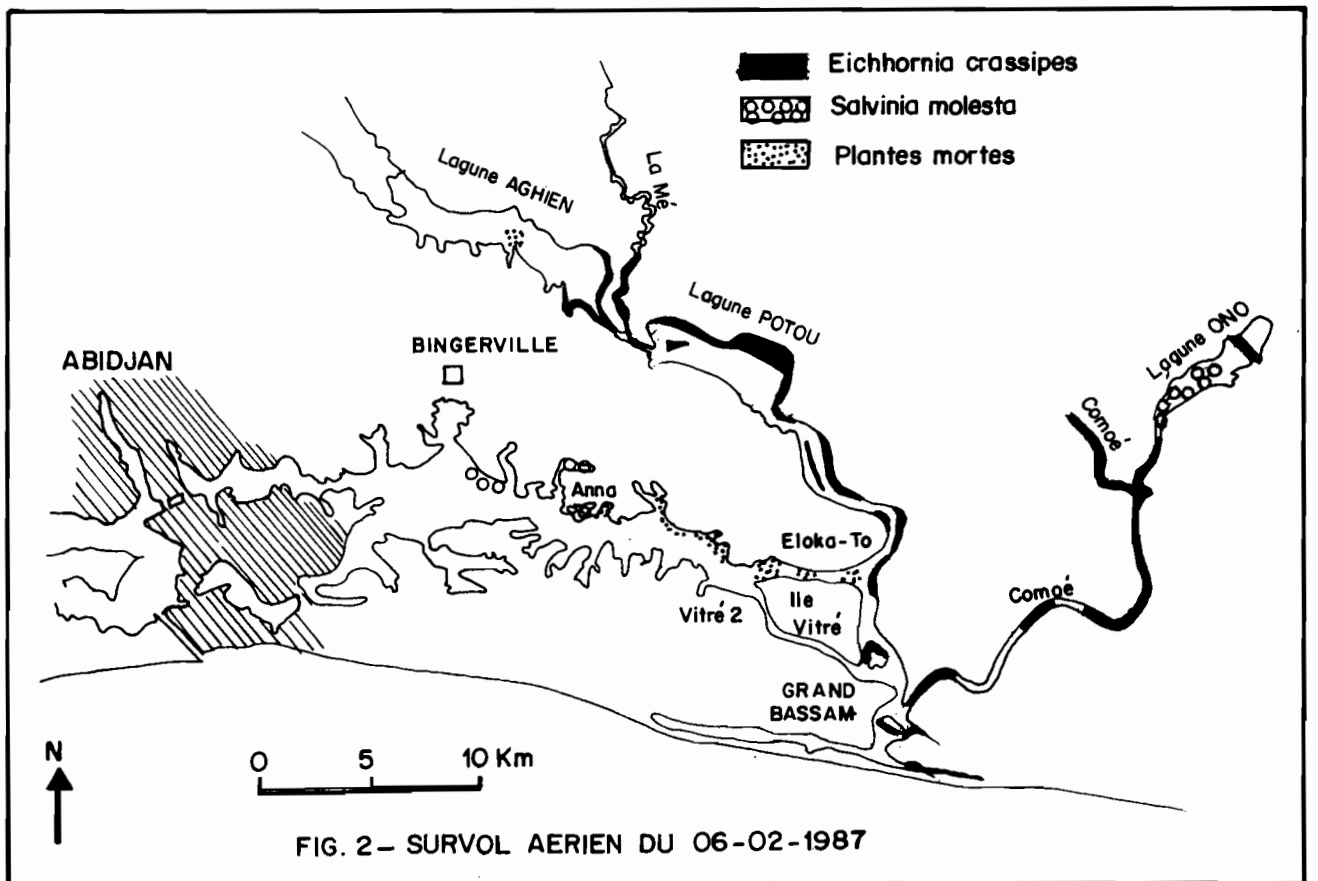 Eichhornia crassipes
Salvinia molesta
Plantes mortes
Lagune AGHIEN
La Mé
Lagune POTOU
Lagune ONO
BINGERVILLE
ABIDJAN
Comoé
Anna
Eloka-To
Comoé
Ile
Vitré
Vitré 2
GRAND
BASSAM
N
0 5 10 Km
FIG. 2- SURVOL AERIEN DU 06-02-1987